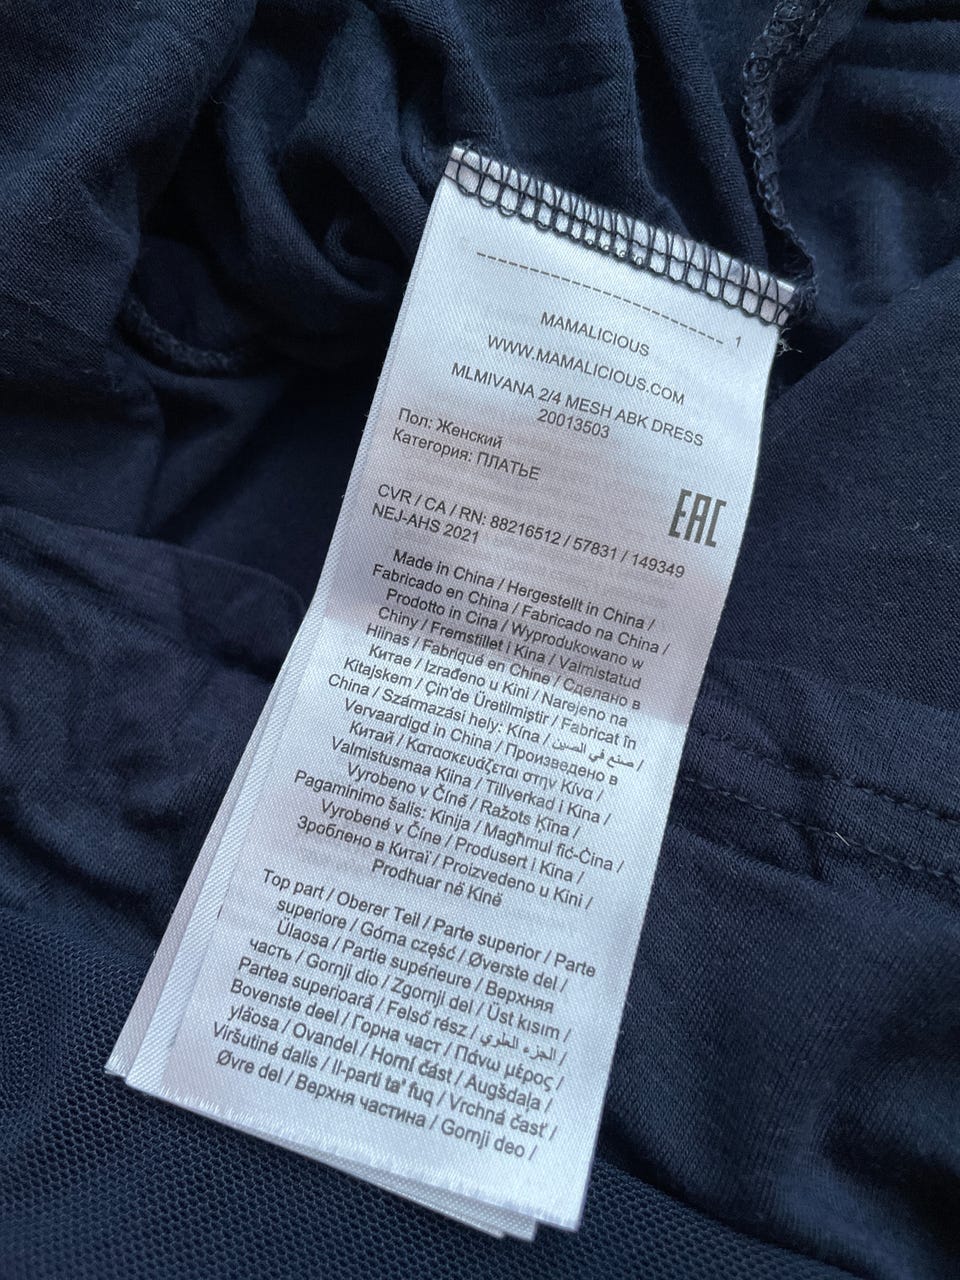 1
MAMALICIOUS
WWW.MAMALICIOUS.COM
MLMIVANA 2/4 MESH ABK DRESS
20013503
Пол: Женский
Категория: ПЛАТЬЕ
EAC
CVR / CA / RN: 88216512 / 57831 / 149349
NEJ-AHS 2021
Made in China / Hergestellt in China /
Fabricado en China / Fabricado na China /
Prodotto in Cina / Wyprodukowano w
Chiny / Fremstillet i Kina / Valmistatud
Hiinas / Fabriqué en Chine / Сделано в
Китае / Izrađeno u Kini / Narejeno na
Kitajskem / Çin'de Üretilmiştir / Fabricat în
China / Származási hely: Kína / صنع في الصين /
Vervaardigd in China / Произведено в
Китай / Κατασκευάζεται στην Κίνα /
Valmistusmaa Kiina / Tillverkad i Kina /
Vyrobeno v Číně / Ražots Ķīna /
Pagaminimo šalis: Kinija / Magħmul fiċ-Ċina /
Vyrobené v Číne / Produsert i Kina /
Зроблено в Китаї / Proizvedeno u Kini /
Prodhuar në Kinë
Top part / Oberer Teil / Parte superior / Parte
superiore / Górna część / Øverste del /
Ülaosa / Partie supérieure / Верхняя
часть / Gornji dio / Zgornji del / Üst kısım /
Partea superioară / Felső rész / الجزء الطري /
Bovenste deel / Горна част / Πάνω μέρος /
yläosa / Ovandel / Horní část / Augšdaļa /
Viršutinė dalis / Il-parti ta' fuq / Vrchná časť /
Øvre del / Верхня частина / Gornji deo /